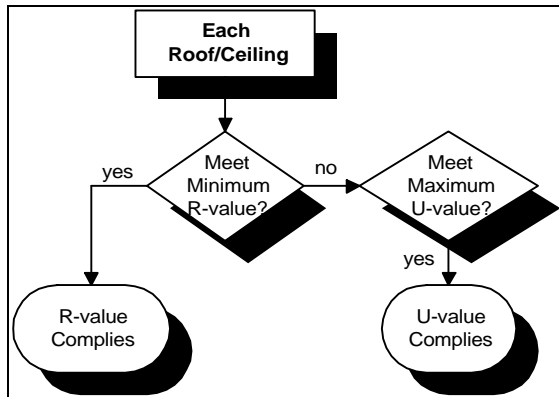 Each
Roof/Ceiling
yes
Meet
Minimum
R-value?
no
Meet
Maximum
U-value?
yes
R-value
Complies
U-value
Complies